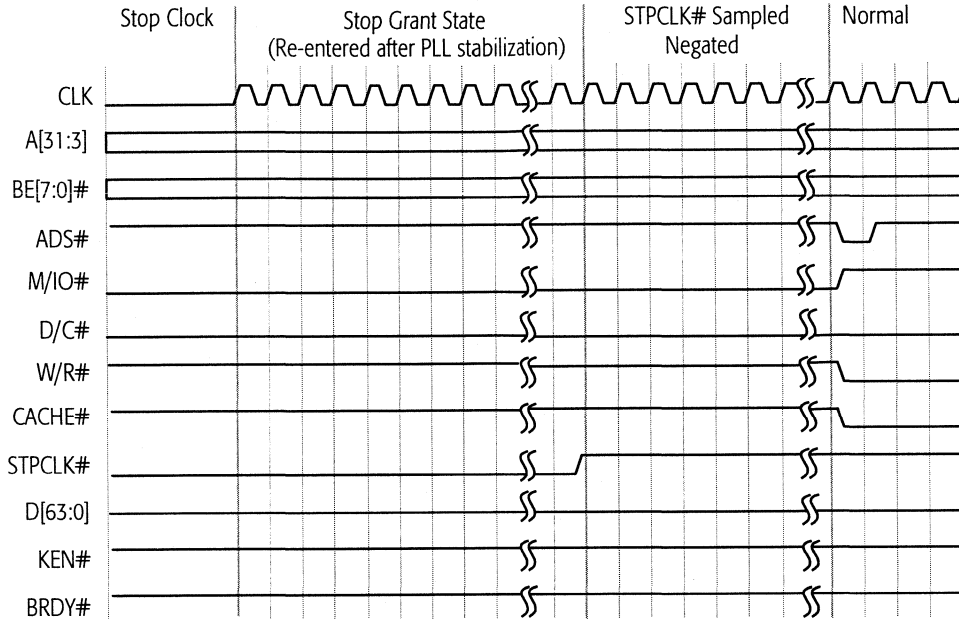 Stop Clock
Stop Grant State
(Re-entered after PLL stabilization)
STPCLK# Sampled
Negated
Normal
CLK
A[31:3]
BE[7:0]#
ADS#
M/IO#
D/C#
W/R#
CACHE#
STPCLK#
D[63:0]
KEN#
BRDY#